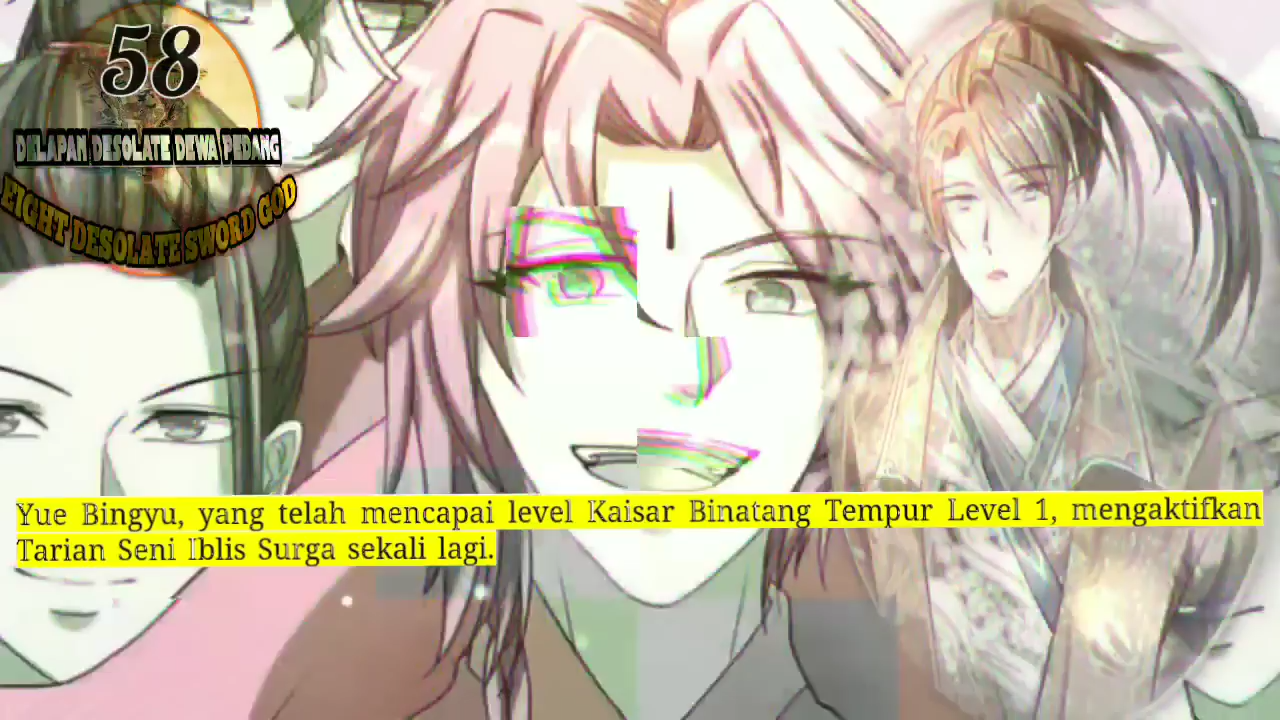 58
DELAPAN DESOLATE DEWA PEDANG
EIGHT DESOLATE SWORD GOD
Yue Bingyu, yang telah mencapai level Kaisar Binatang Tempur Level 1, mengaktifkan
Tarian Seni Iblis Surga sekali lagi.